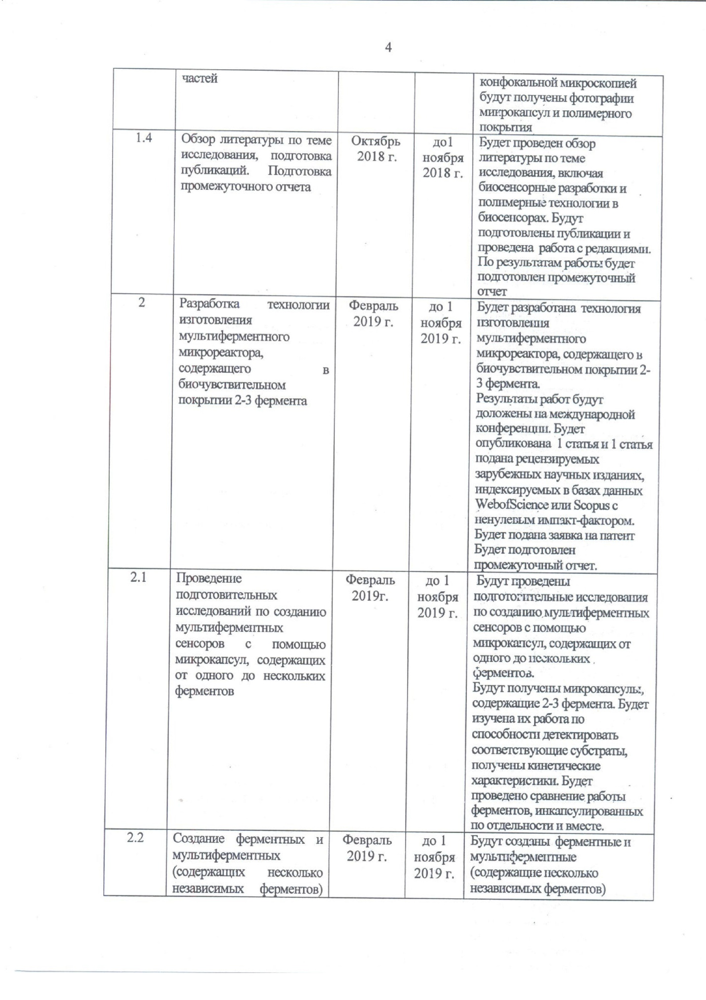 4
частей
конфокальной микроскопией
будут получены фотографии
микрокапсул и полимерного
покрытия
1.4
Обзор литературы по теме
исследования, подготовка
публикаций. Подготовка
промежуточного отчета
Октябрь
2018 г.
до1
ноября
2018 г.
Будет проведен обзор
литературы по теме
исследования, включая
биосенсорные разработки и
полимерные технологии в
биосенсорах. Будут
подготовлены публикации и
проведена работа с редакциями.
По результатам работы будет
подготовлен промежуточный
отчет
2
Разработка технологии
изготовления
мультиферментного
микрореактора,
содержащего в
биочувствительном
покрытии 2-3 фермента
Февраль
2019 г.
до 1
ноября
2019 г.
Будет разработана технология
изготовления
мультиферментного
микрореактора, содержащего в
биочувствительном покрытии 2-
3 фермента.
Результаты работ будут
доложены на международной
конференции. Будет
опубликована 1 статья и 1 статья
подана рецензируемых
зарубежных научных изданиях,
индексируемых в базах данных
WebofScience или Scopus с
ненулевым импакт-фактором.
Будет подана заявка на патент
Будет подготовлен
промежуточный отчет.
2.1
Проведение
подготовительных
исследований по созданию
мультиферментных
сенсоров с помощью
микрокапсул, содержащих
от одного до нескольких
ферментов
Февраль
2019г.
до 1
ноября
2019 г.
Будут проведены
подготовительные исследования
по созданию мультиферментных
сенсоров с помощью
микрокапсул, содержащих от
одного до нескольких
ферментов.
Будут получены микрокапсулы,
содержащие 2-3 фермента. Будет
изучена их работа по
способности детектировать
соответствующие субстраты,
получены кинетические
характеристики. Будет
проведено сравнение работы
ферментов, инкапсулированных
по отдельности и вместе.
2.2
Создание ферментных и
мультиферментных
(содержащих несколько
независимых ферментов)
Февраль
2019 г.
до 1
ноября
2019 г.
Будут созданы ферментные и
мультиферментные
(содержащие несколько
независимых ферментов)